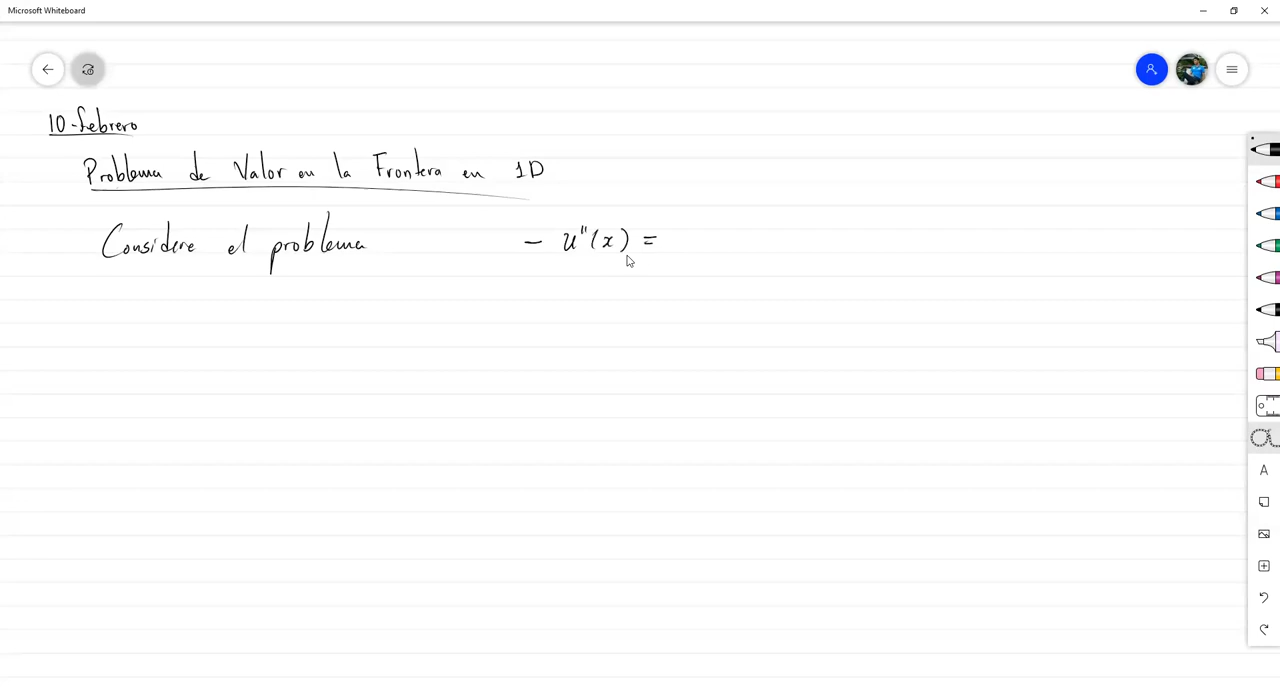 Microsoft Whiteboard
10-febrero
Problema de Valor en la Frontera en 1D
Considere el problema - u''(x) =
A